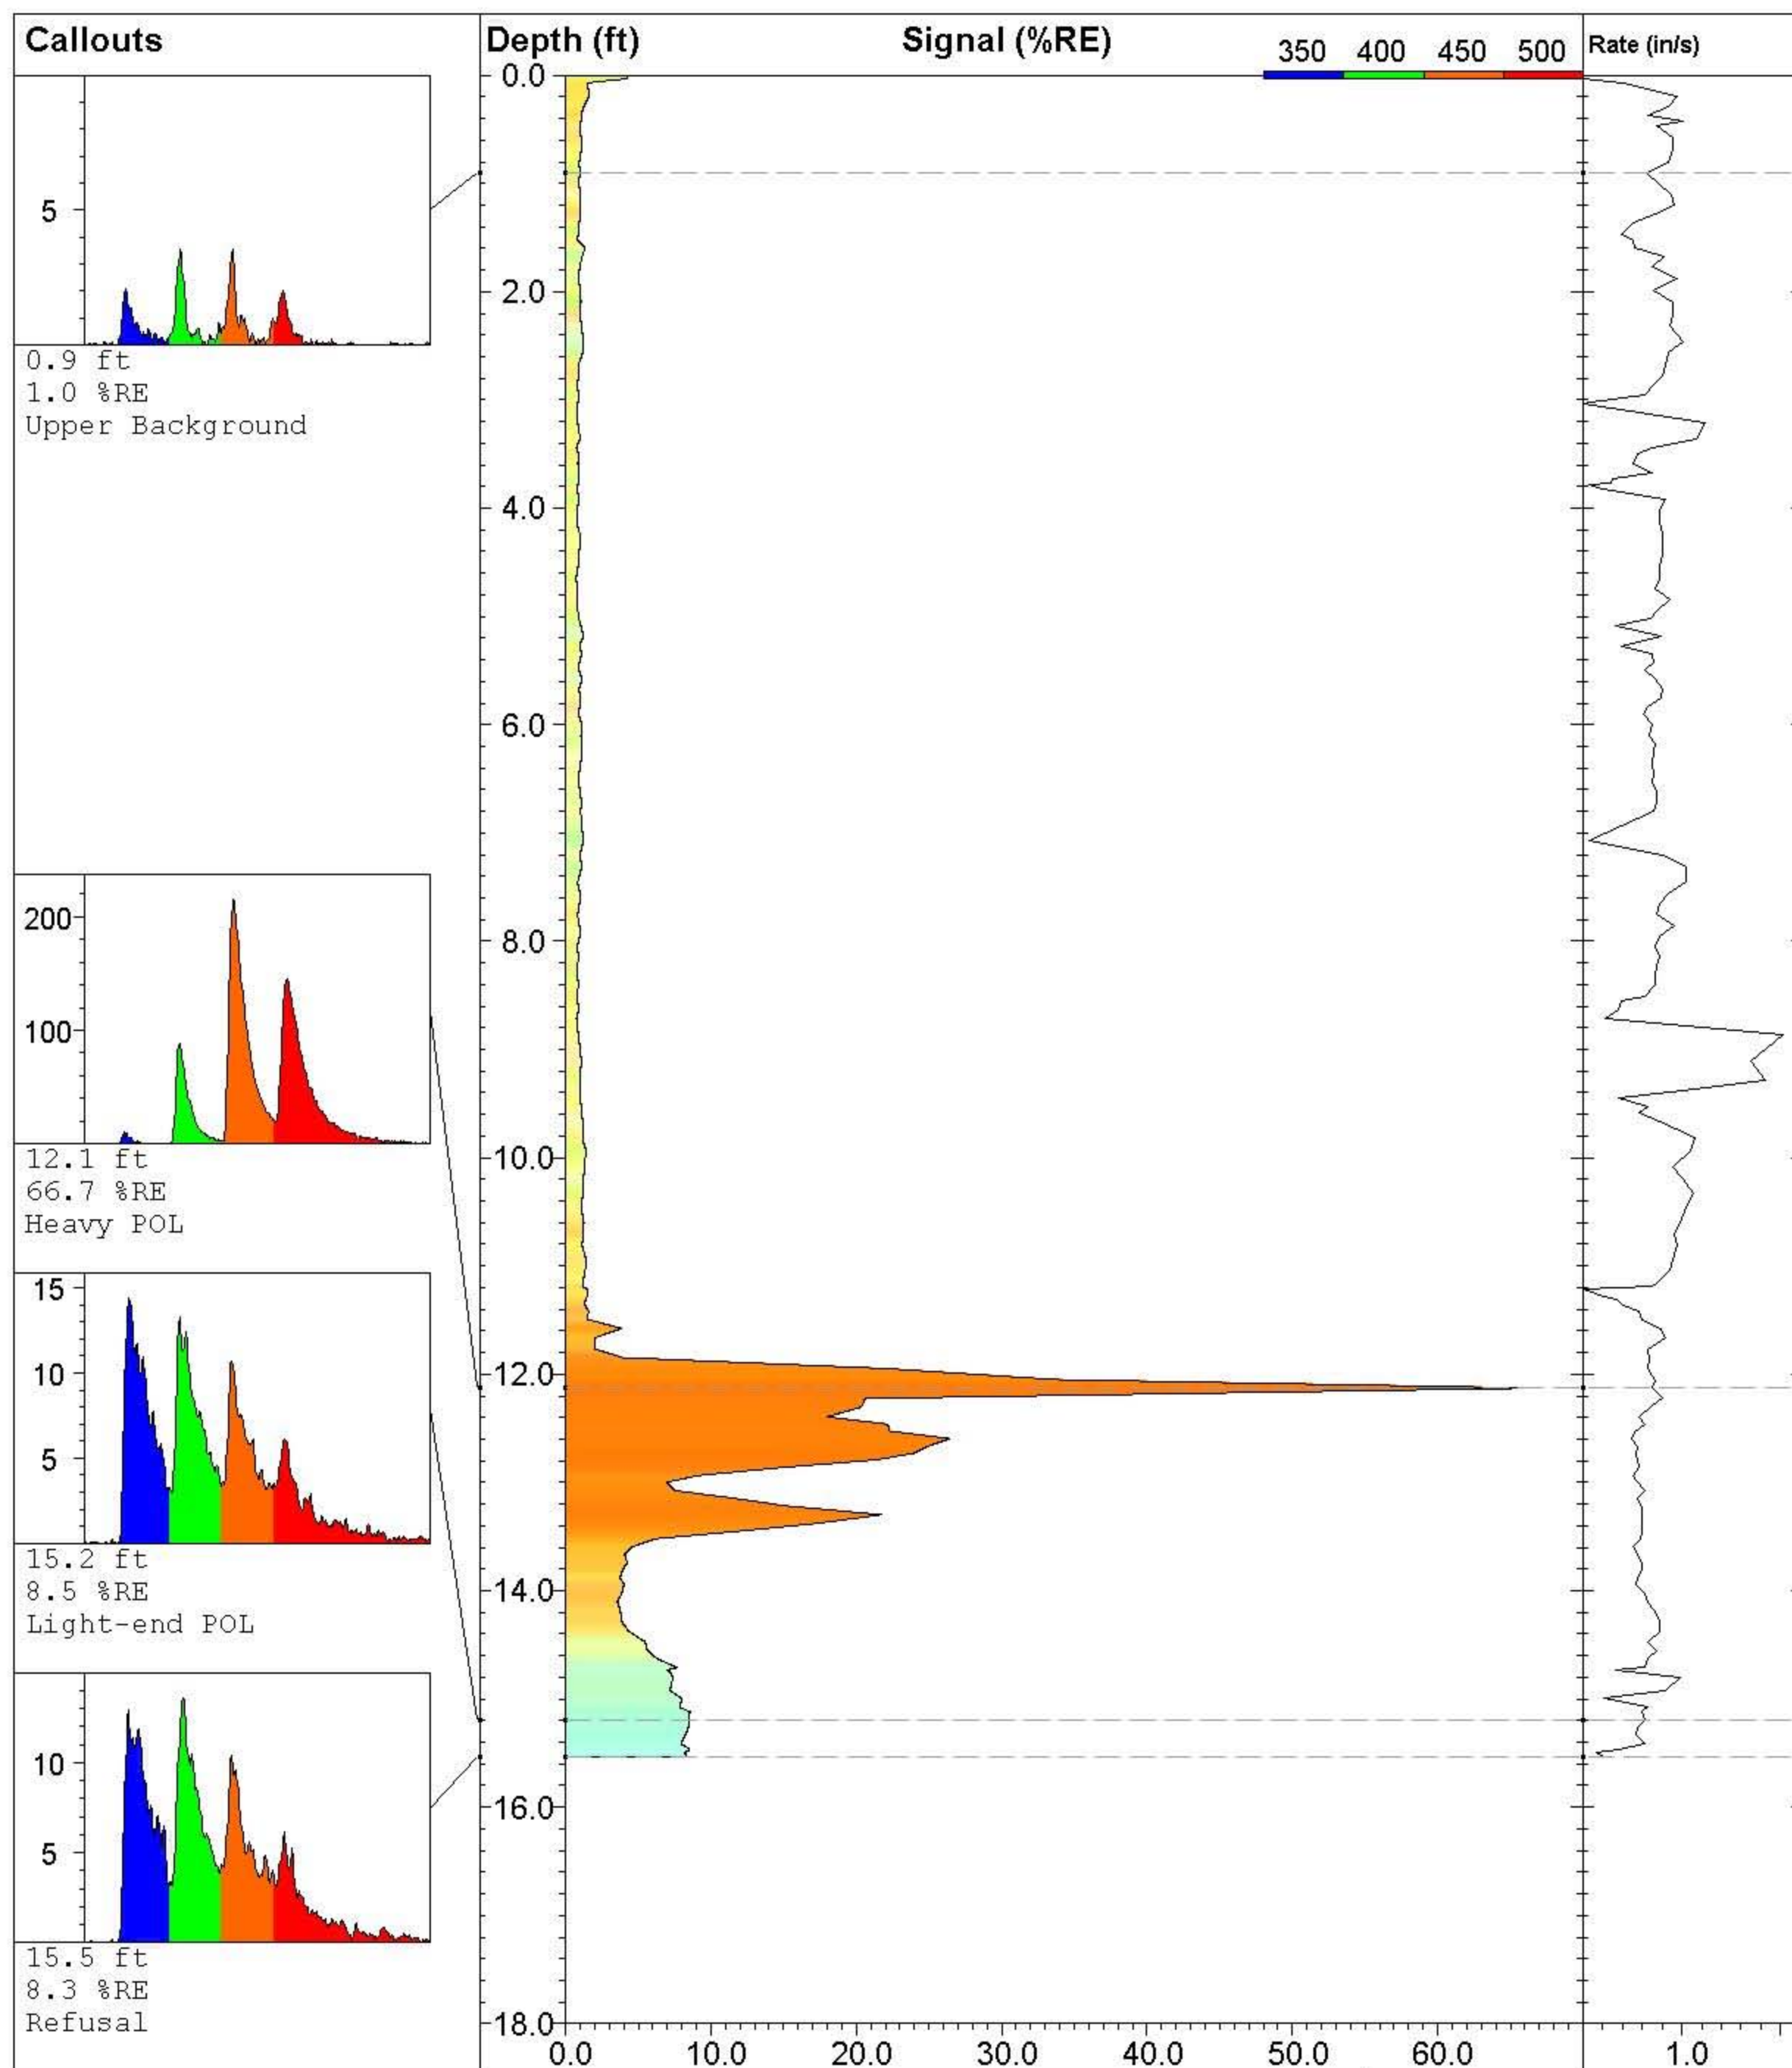 Callouts
Depth (ft)
Signal (%RE)
350 400 450 500
Rate (in/s)
5
0.9 ft
1.0 %RE
Upper Background
200
100
12.1 ft
66.7 %RE
Heavy POL
15
10
5
15.2 ft
8.5 %RE
Light-end POL
10
5
15.5 ft
8.3 %RE
Refusal
0.0
2.0
4.0
6.0
8.0
10.0
12.0
14.0
16.0
18.0
0.0 10.0 20.0 30.0 40.0 50.0 60.0
1.0